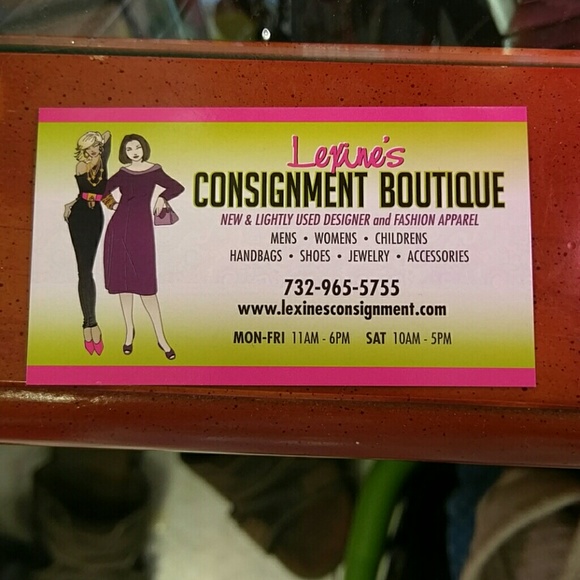 Lexine's
CONSIGNMENT BOUTIQUE
NEW & LIGHTLY USED DESIGNER and FASHION APPAREL
MENS • WOMENS • CHILDRENS
HANDBAGS • SHOES • JEWELRY • ACCESSORIES
732-965-5755
www.lexinesconsignment.com
MON-FRI 11AM - 6PM SAT 10AM - 5PM